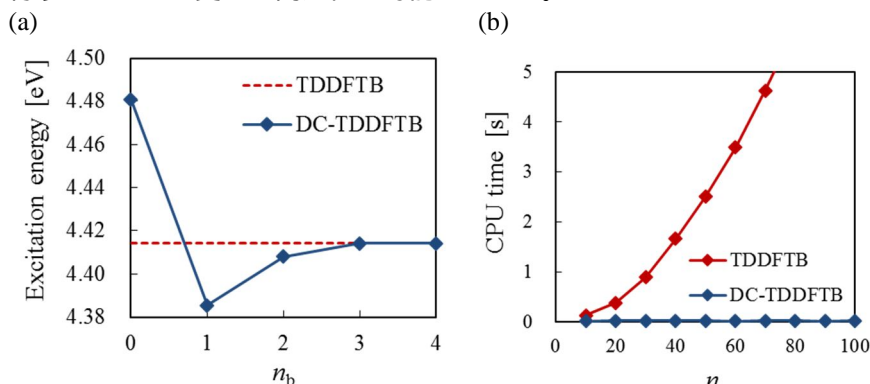 (a)
(b)
Excitation energy [eV]
4.50
4.48
4.46
4.44
4.42
4.40
4.38
TDDFTB
DC-TDDFTB
0 1 2 3 4
n_b
CPU time [s]
5
4
3
2
1
0
TDDFTB
DC-TDDFTB
0 20 40 60 80 100
n